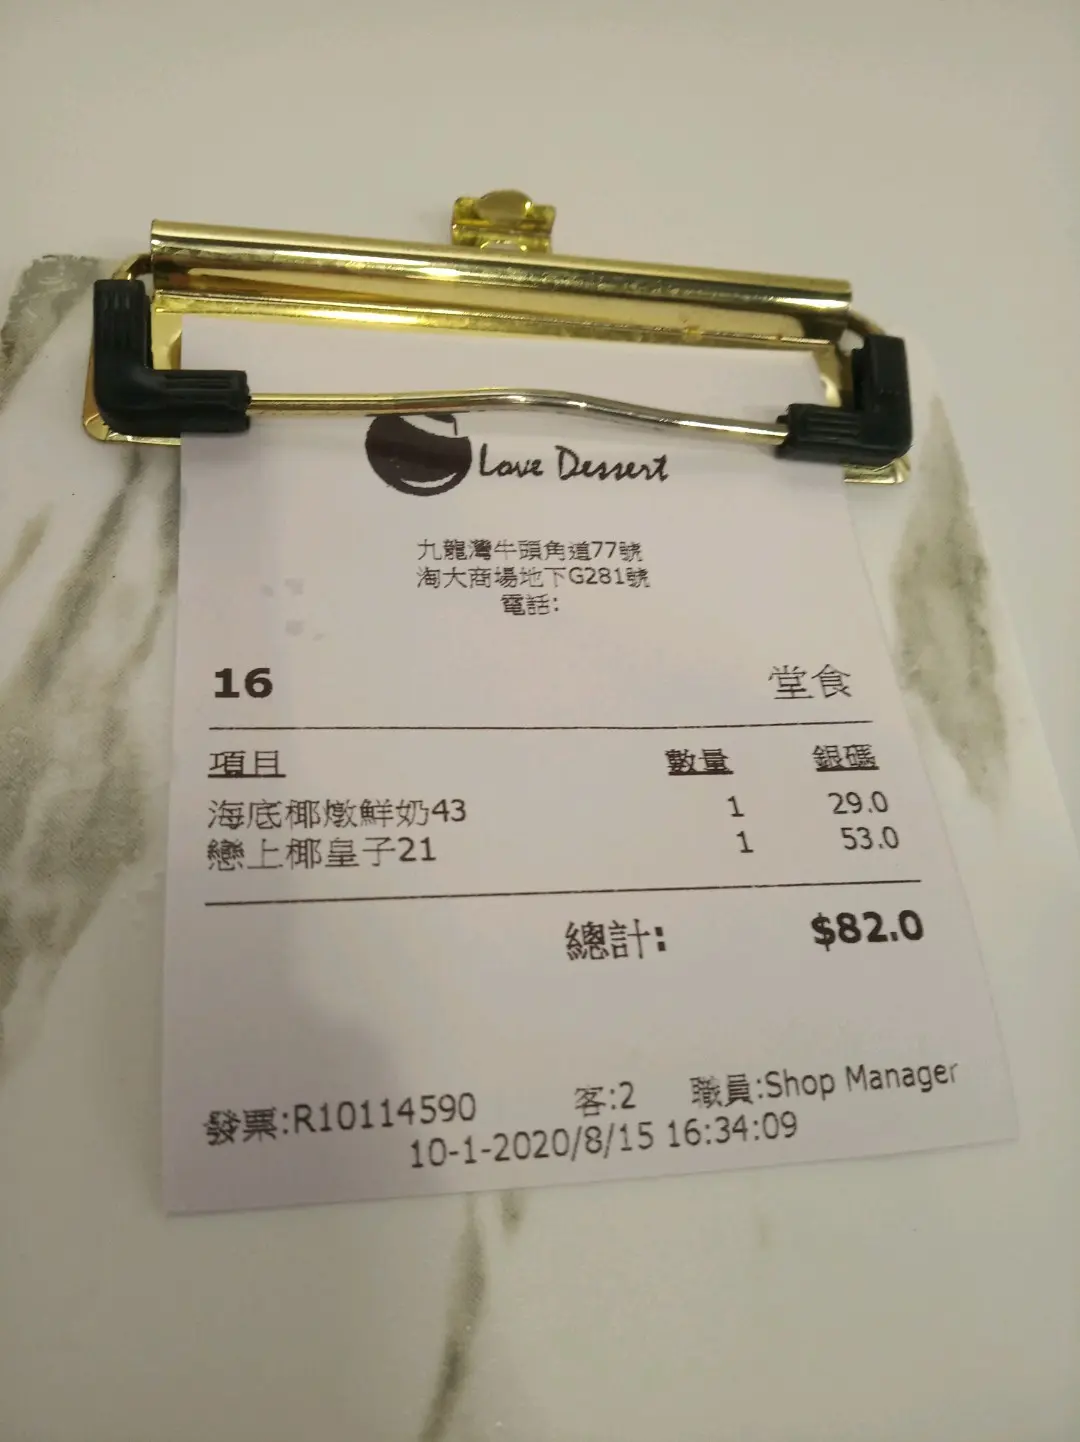 Love Dessert
九龍灣牛頭角道77號
淘大商場地下G281號
電話:
16 堂食
項目 數量 銀碼
海底椰燉鮮奶43 1 29.0
戀上椰皇子21 1 53.0
總計: $82.0
發票:R10114590 客:2 職員:Shop Manager
10-1-2020/8/15 16:34:09